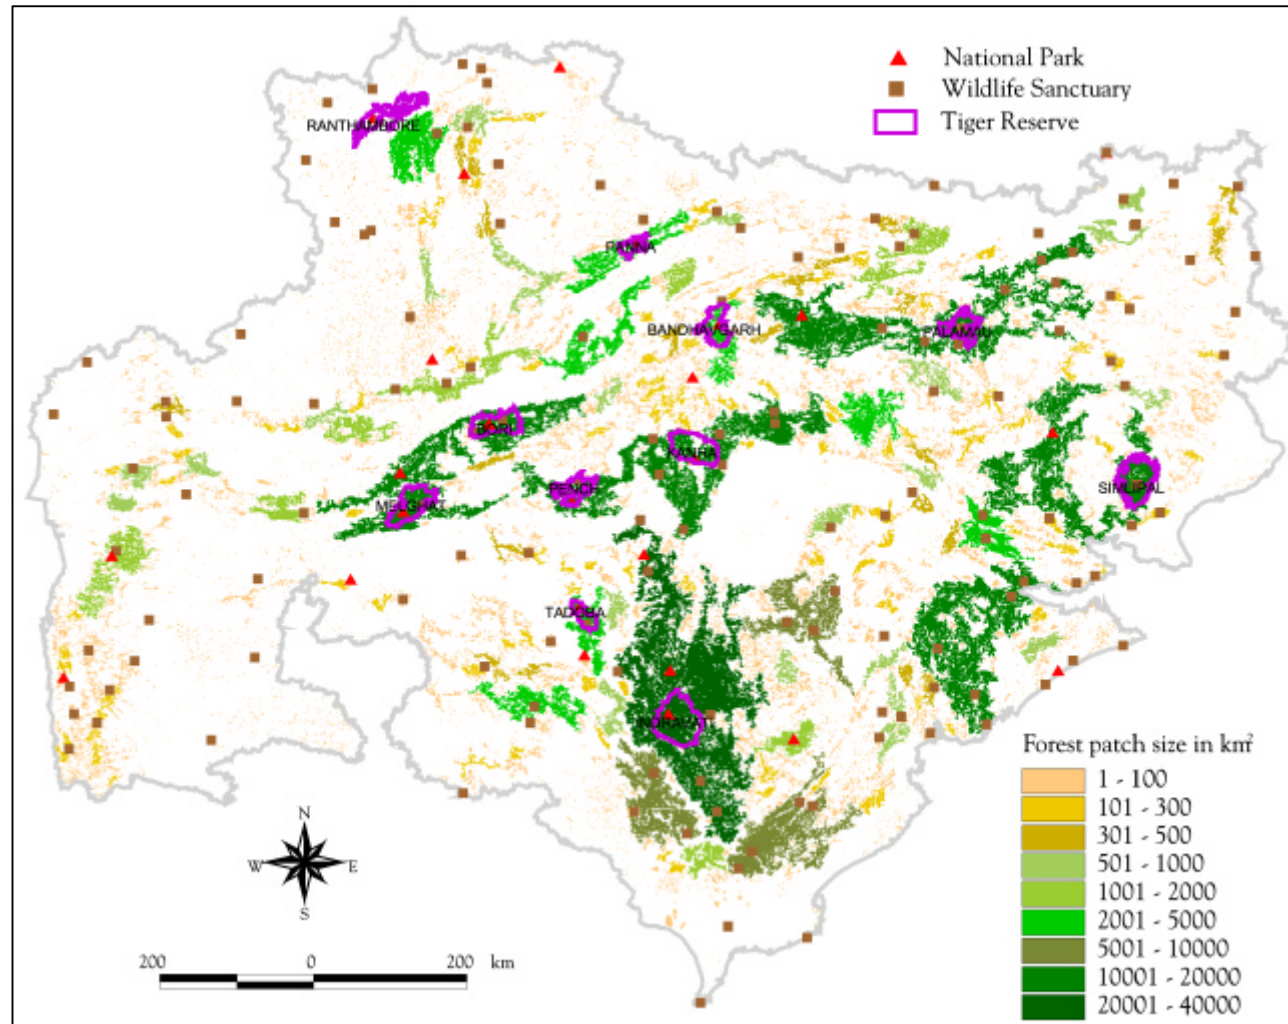 National Park
Wildlife Sanctuary
Tiger Reserve
RANTHAMBORE
PANNA
BANDHAVGARH
PALAMAU
BORI
KANHA
MELGHAT
PENCH
SIMLIPAL
TADOBA
INDRAVATI
Forest patch size in km²
1 - 100
101 - 300
301 - 500
501 - 1000
1001 - 2000
2001 - 5000
5001 - 10000
10001 - 20000
20001 - 40000
N
W E
S
200 0 200 km